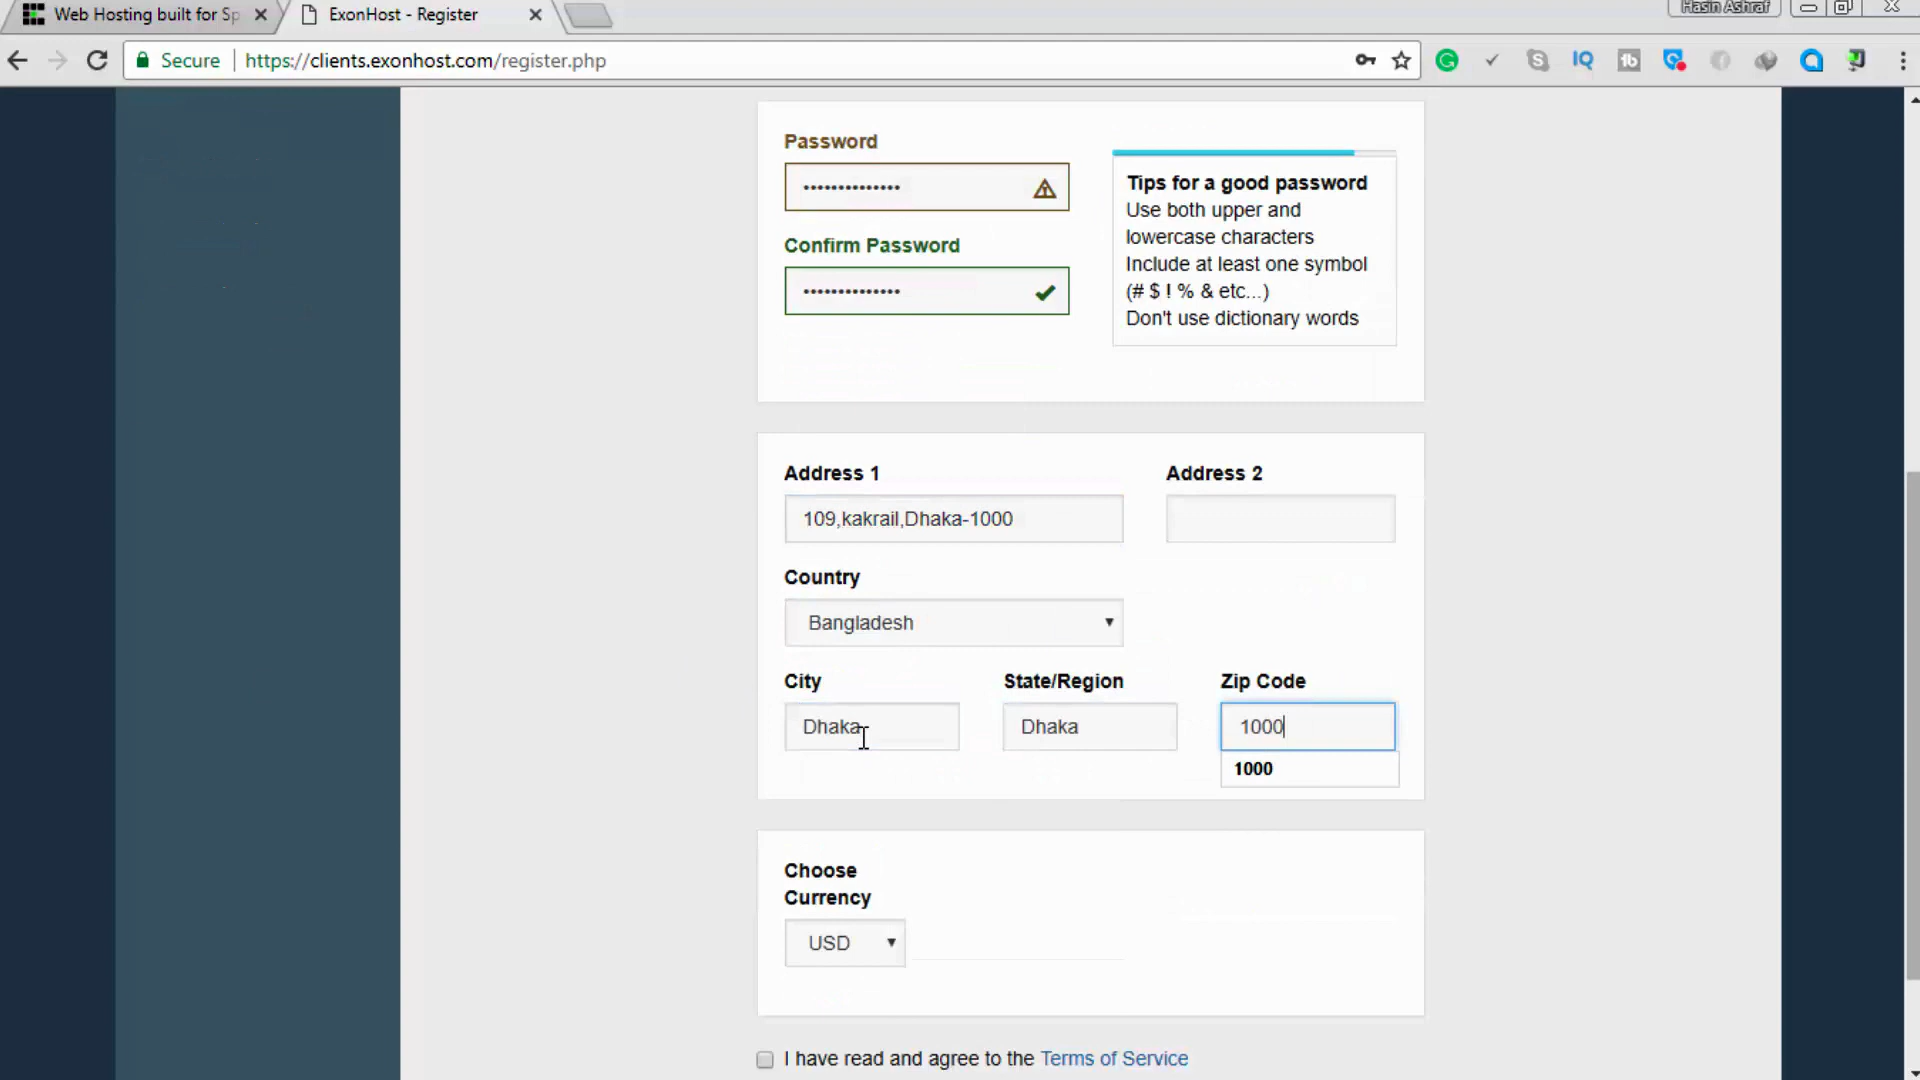 Web Hosting built for Sp
ExonHost - Register
Hasin Ashraf
Secure
https://clients.exonhost.com/register.php
Password
••••••••••••••
Tips for a good password
Use both upper and
lowercase characters
Include at least one symbol
(# $ ! % & etc...)
Don't use dictionary words
Confirm Password
••••••••••••••
Address 1
Address 2
109,kakrail,Dhaka-1000
Country
Bangladesh
City
State/Region
Zip Code
Dhaka
Dhaka
1000
1000
Choose
Currency
USD
I have read and agree to the Terms of Service